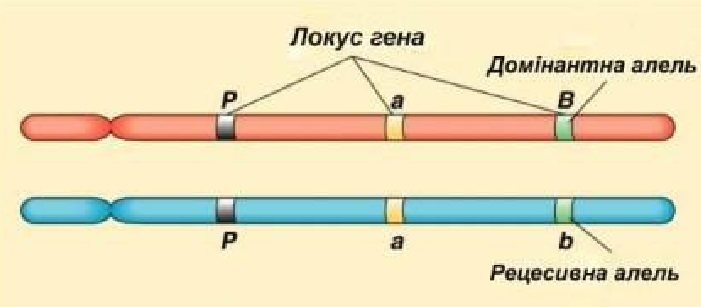 Локус гена
Домінантна алель
P a B
P a b
Рецесивна алель